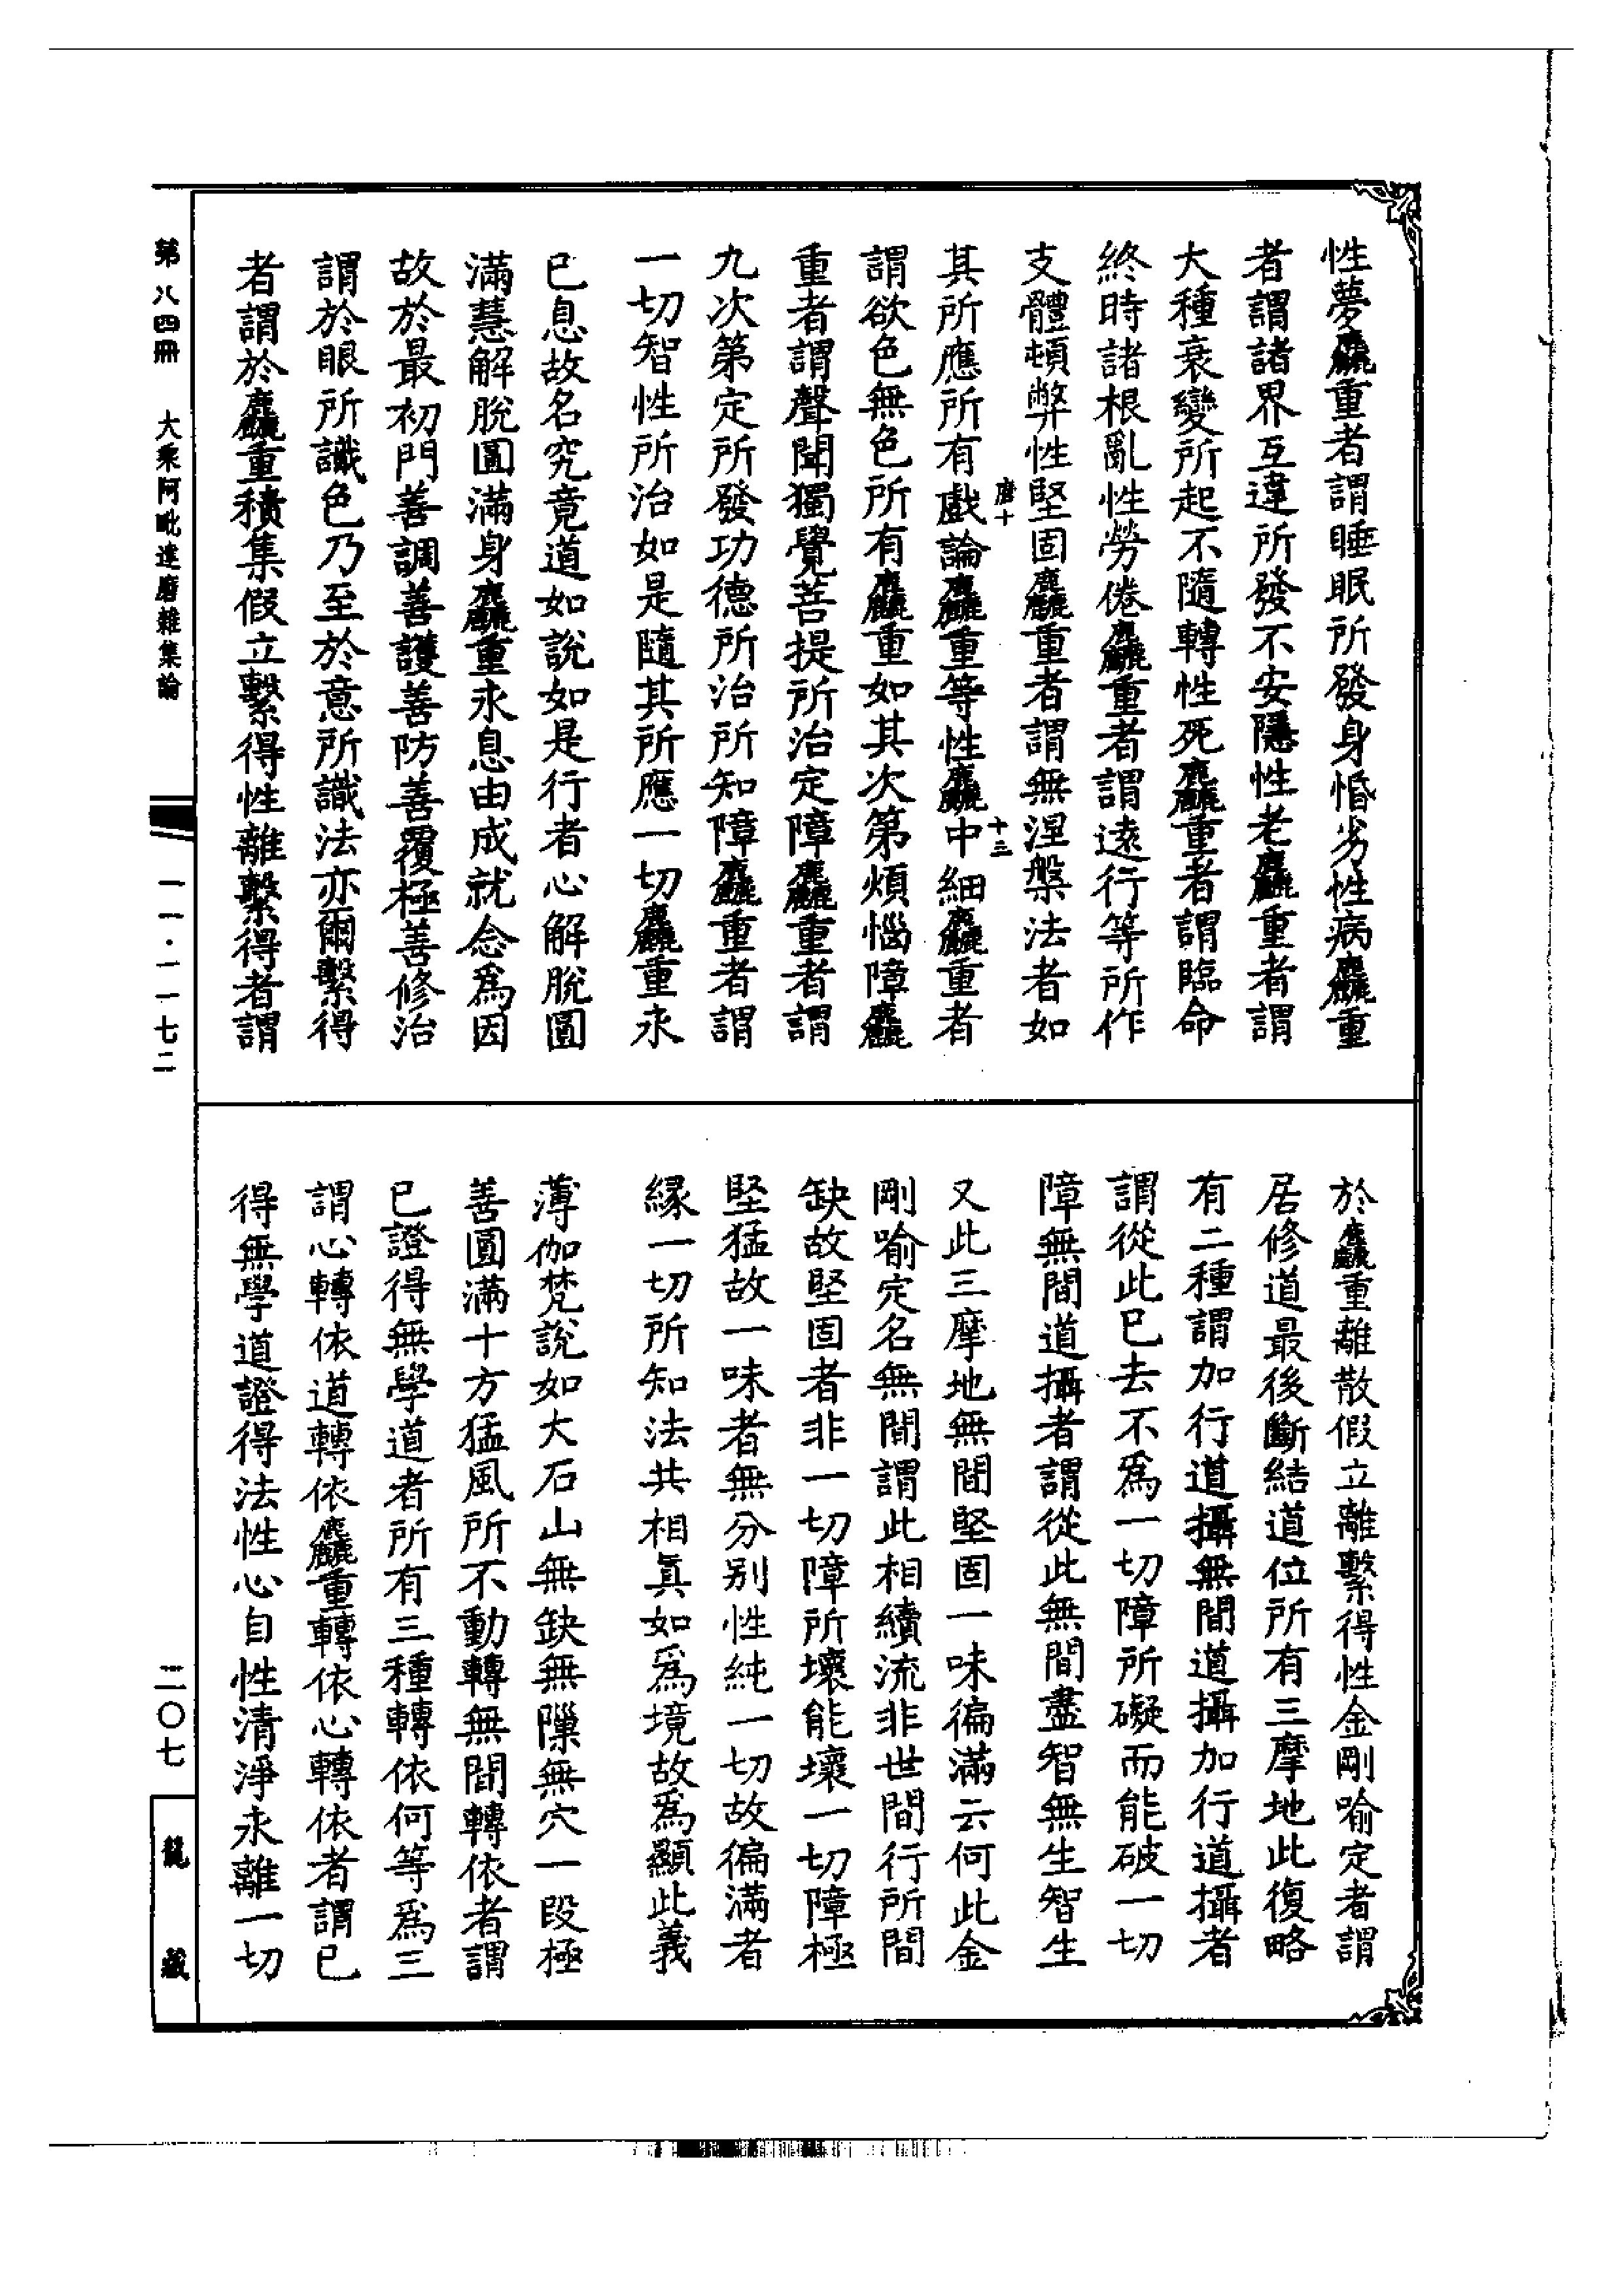 性夢麤重者謂睡眠所發身惛劣性病麤重
者謂諸界互違所發不安隱性老麤重者謂
大種衰變所起不隨轉性死麤重者謂臨命
終時諸根亂性勞倦麤重者謂遠行等所作
支體頓弊性堅固麤重者謂無涅槃法者如
唐十
十三
其所應所有戲論麤重等性麤中細麤重者
謂欲色無色所有麤重如其次第煩惱障麤
重者謂聲聞獨覺菩提所治定障麤重者謂
九次第定所發功德所治所知障麤重者謂
一切智性所治如是隨其所應一切麤重永
已息故名究竟道如說如是行者心解脫圓
滿慧解脫圓滿身麤重永息由成就念爲因
故於最初門善調善護善防善覆極善修治
謂於眼所識色乃至於意所識法亦爾繫得
者謂於麤重積集假立繫得性離繫得者謂
於麤重離散假立離繫得性金剛喻定者謂
居修道最後斷結道位所有三摩地此復略
有二種謂加行道攝無間道攝加行道攝者
謂從此已去不爲一切障所礙而能破一切
障無間道攝者謂從此無間盡智無生智生
又此三摩地無間堅固一味徧滿云何此金
剛喻定名無間謂此相續流非世間行所間
缺故堅固者非一切障所壞能壞一切障極
堅猛故一味者無分別性純一切故徧滿者
緣一切所知法共相眞如爲境故爲顯此義
薄伽梵說如大石山無缺無隟無穴一段極
善圓滿十方猛風所不動轉無間轉依者謂
已證得無學道者所有三種轉依何等爲三
謂心轉依道轉依麤重轉依心轉依者謂已
得無學道證得法性心自性清淨永離一切
第八四冊 大乘阿毗達磨雜集論
一一·一一七二
二〇七
龍藏